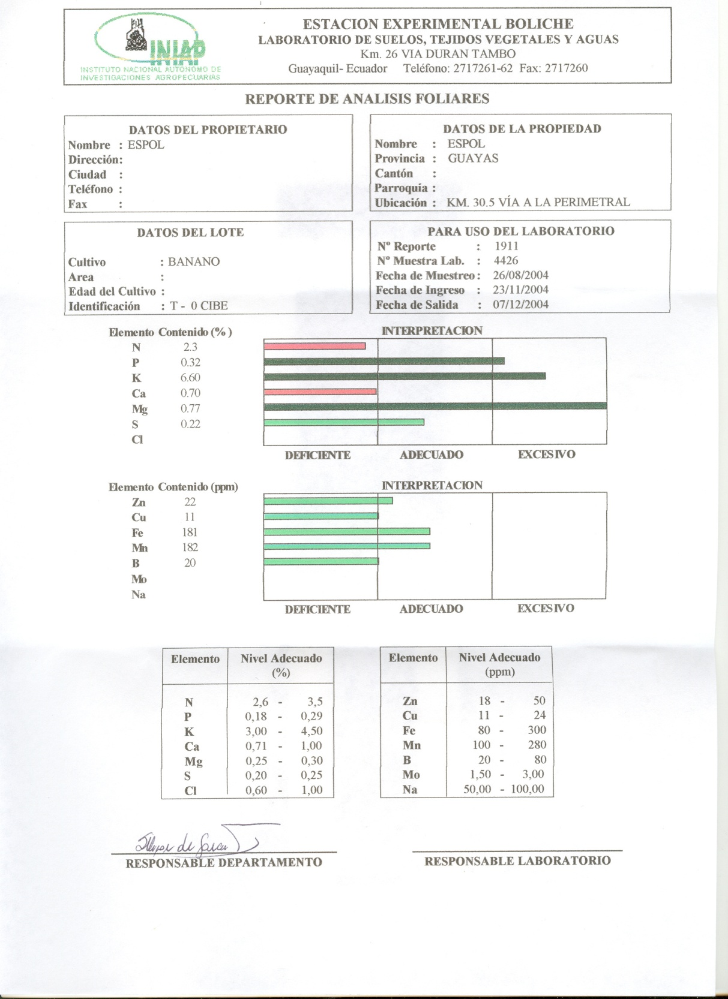 INIAP
INSTITUTO NACIONAL AUTONOMO DE
INVESTIGACIONES AGROPECUARIAS
ESTACION EXPERIMENTAL BOLICHE
LABORATORIO DE SUELOS, TEJIDOS VEGETALES Y AGUAS
Km. 26 VIA DURAN TAMBO
Guayaquil- Ecuador Teléfono: 2717261-62 Fax: 2717260
REPORTE DE ANALISIS FOLIARES
DATOS DEL PROPIETARIO
Nombre : ESPOL
Dirección:
Ciudad :
Teléfono :
Fax :
DATOS DE LA PROPIEDAD
Nombre : ESPOL
Provincia : GUAYAS
Cantón :
Parroquia :
Ubicación : KM. 30.5 VÍA A LA PERIMETRAL
DATOS DEL LOTE
Cultivo : BANANO
Area :
Edad del Cultivo :
Identificación : T - 0 CIBE
PARA USO DEL LABORATORIO
Nº Reporte : 1911
Nº Muestra Lab. : 4426
Fecha de Muestreo : 26/08/2004
Fecha de Ingreso : 23/11/2004
Fecha de Salida : 07/12/2004
Elemento Contenido (% ) INTERPRETACION
N 2.3
P 0.32
K 6.60
Ca 0.70
Mg 0.77
S 0.22
Cl
DEFICIENTE ADECUADO EXCESIVO
Elemento Contenido (ppm) INTERPRETACION
Zn 22
Cu 11
Fe 181
Mn 182
B 20
Mo
Na
DEFICIENTE ADECUADO EXCESIVO
Elemento Nivel Adecuado
(%)
N 2,6 - 3,5
P 0,18 - 0,29
K 3,00 - 4,50
Ca 0,71 - 1,00
Mg 0,25 - 0,30
S 0,20 - 0,25
Cl 0,60 - 1,00
Elemento Nivel Adecuado
(ppm)
Zn 18 - 50
Cu 11 - 24
Fe 80 - 300
Mn 100 - 280
B 20 - 80
Mo 1,50 - 3,00
Na 50,00 - 100,00
de
RESPONSABLE DEPARTAMENTO
RESPONSABLE LABORATORIO